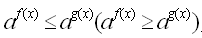 a^{f(x)} ≤ a^{g(x)} (a^{f(x)} ≥ a^{g(x)}).